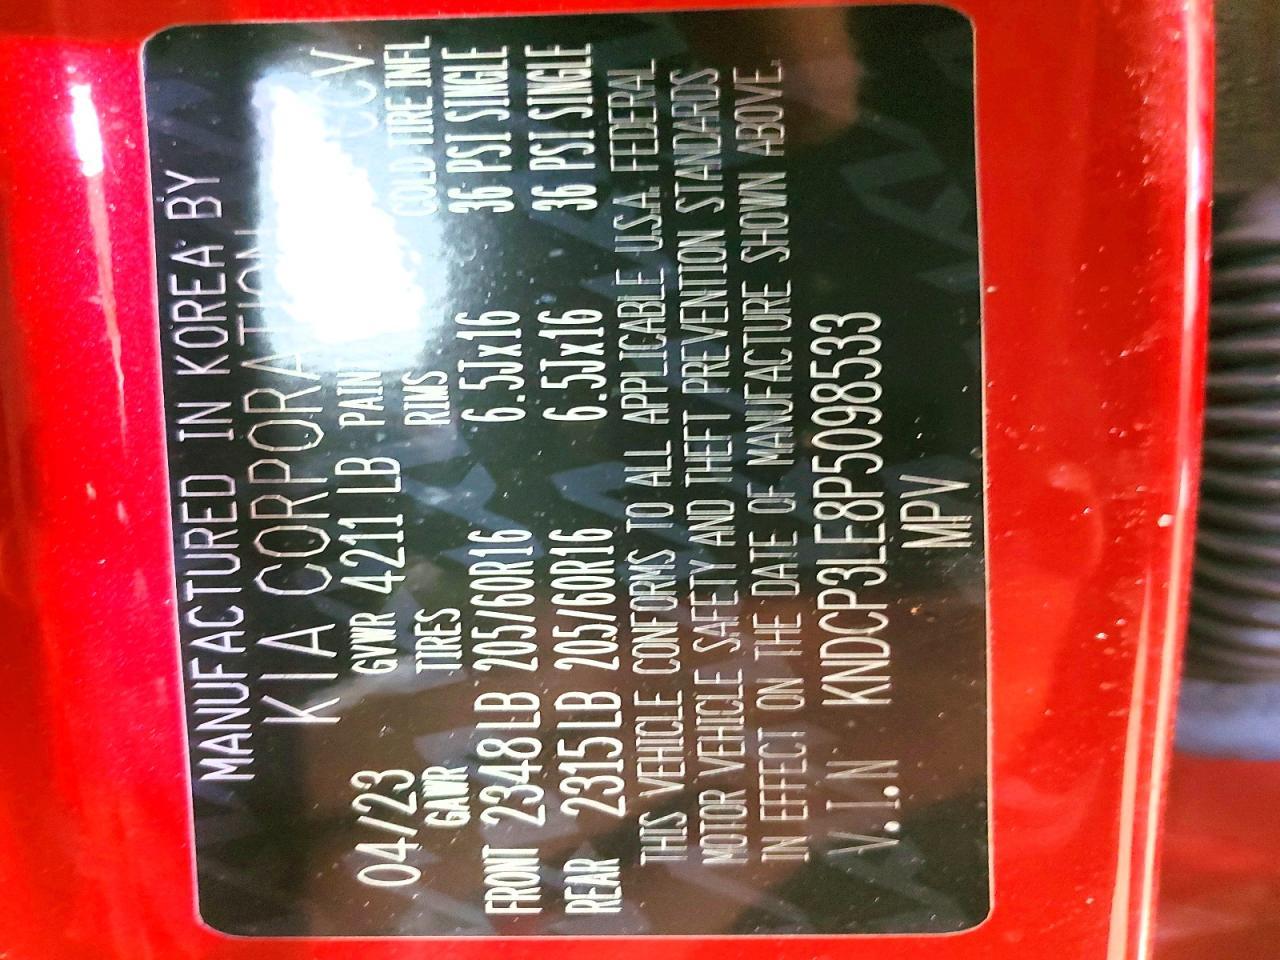 MANUFACTURED IN KOREA BY
KIA CORPORATION
04/23 GVWR 4211 LB PAIN CCV
GAWR TIRES RIMS COLD TIRE INFL
FRONT 2348 LB 205/60R16 6.5Jx16 36 PSI SINGLE
REAR 2315 LB 205/60R16 6.5Jx16 36 PSI SINGLE
THIS VEHICLE CONFORMS TO ALL APPLICABLE U.S.A. FEDERAL
MOTOR VEHICLE SAFETY AND THEFT PREVENTION STANDARDS
IN EFFECT ON THE DATE OF MANUFACTURE SHOWN ABOVE.
V.I.N KNDCP3LE8P5098533
MPV